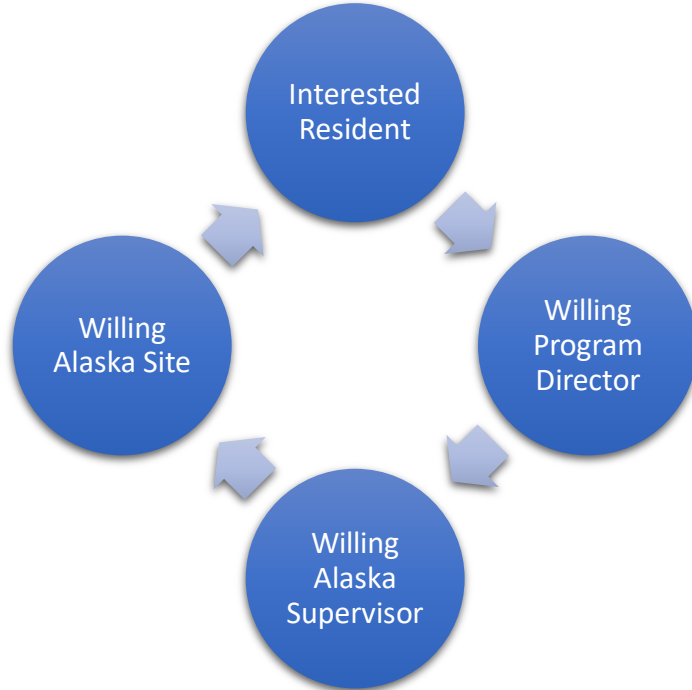 Interested
Resident
Willing
Program
Director
Willing
Alaska
Supervisor
Willing
Alaska Site